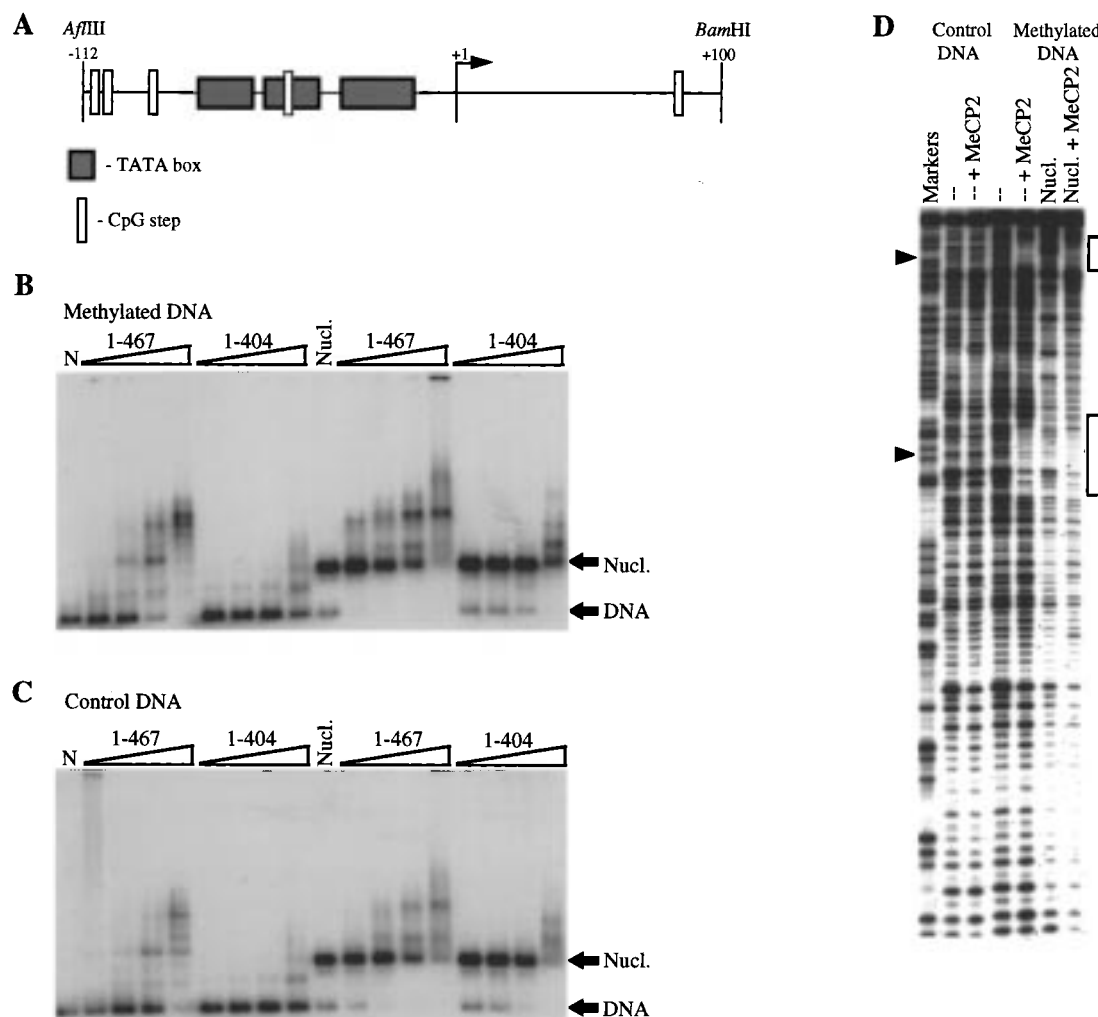 A
AflIII
-112
+1
BamHI
+100
- TATA box
- CpG step
B
Methylated DNA
N
1-467
1-404
Nucl.
1-467
1-404
Nucl.
DNA
C
Control DNA
N
1-467
1-404
Nucl.
1-467
1-404
Nucl.
DNA
D
Control DNA
Methylated DNA
Markers
--
-- + MeCP2
--
-- + MeCP2
Nucl.
Nucl. + MeCP2